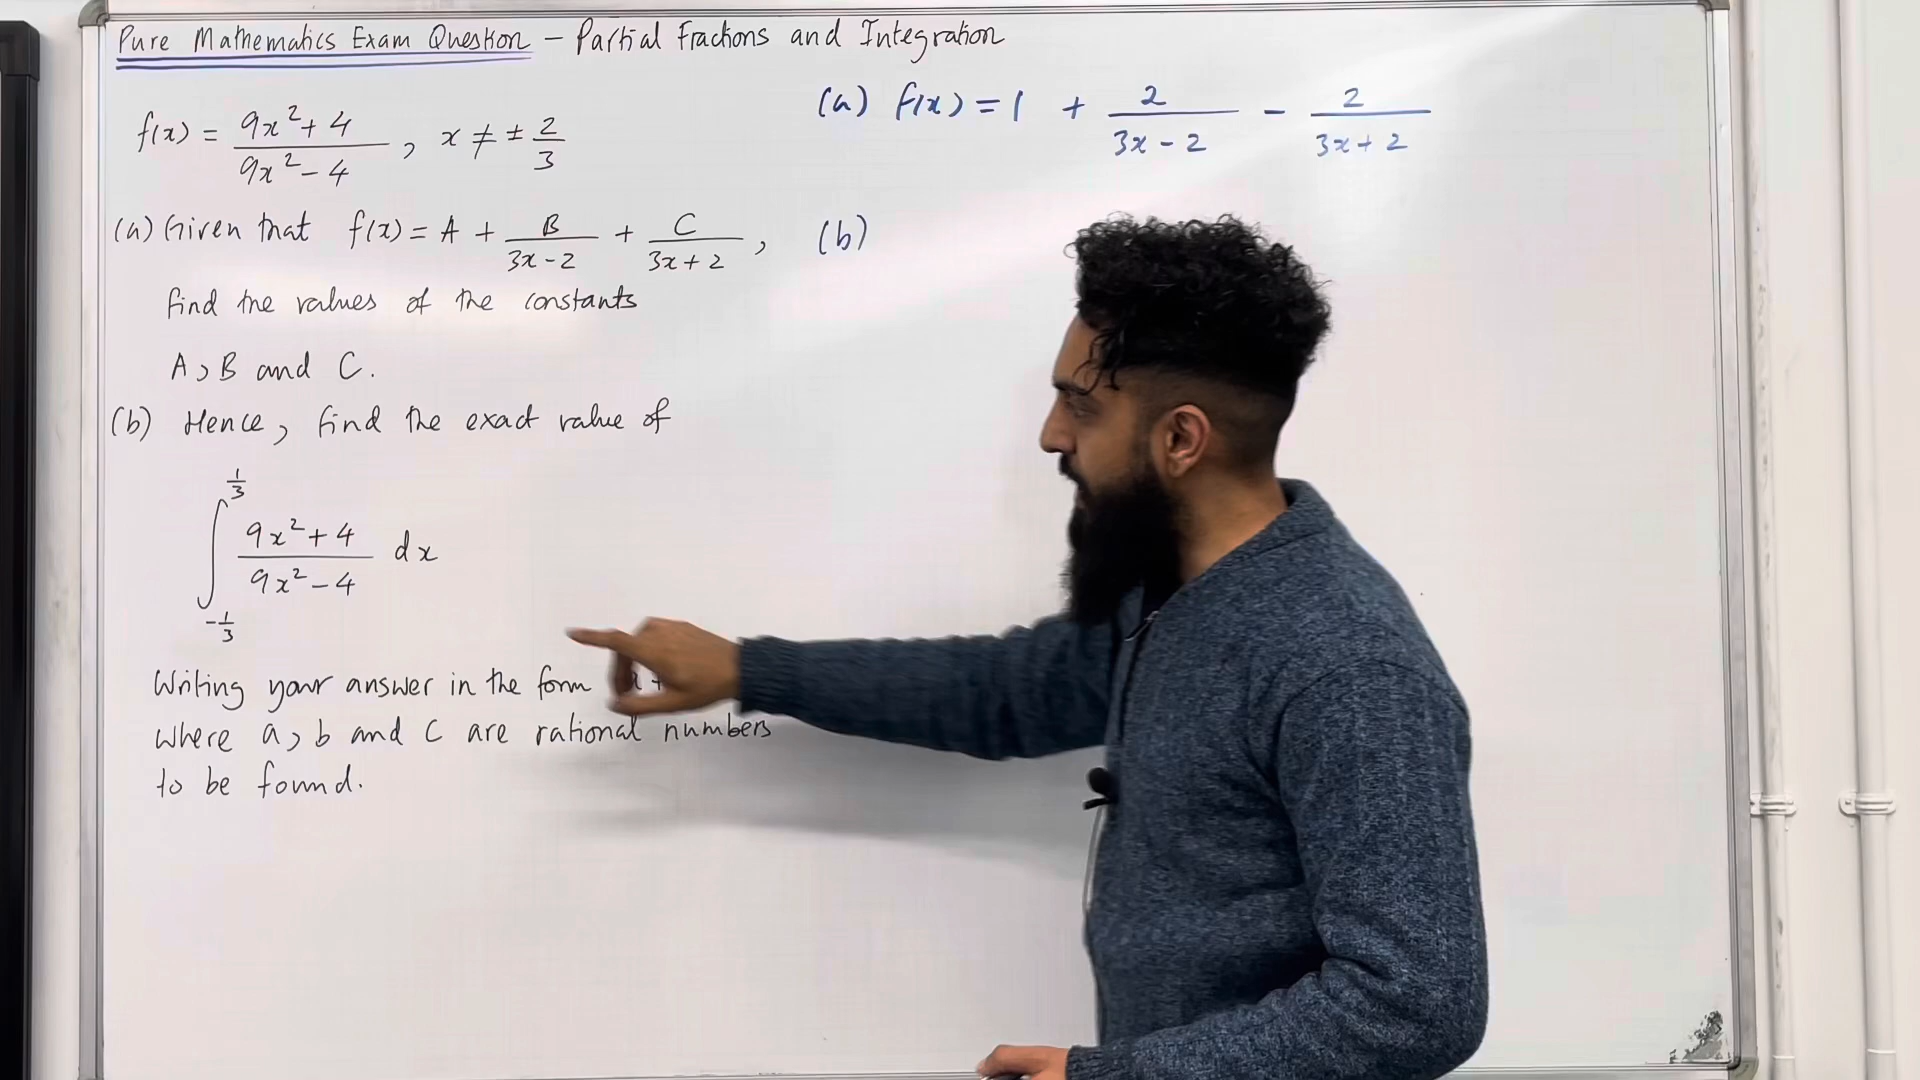 Pure Mathematics Exam Question - Partial Fractions and Integration
f(x) = (9x² + 4)/(9x² - 4), x ≠ ± 2/3
(a) Given that f(x) = A + B/(3x - 2) + C/(3x + 2),
find the values of the constants
A, B and C.
(b) Hence, find the exact value of
∫_{-1/3}^{1/3} (9x² + 4)/(9x² - 4) dx
Writing your answer in the form
where a, b and c are rational numbers
to be found.
(a) f(x) = 1 + 2/(3x - 2) - 2/(3x + 2)
(b)